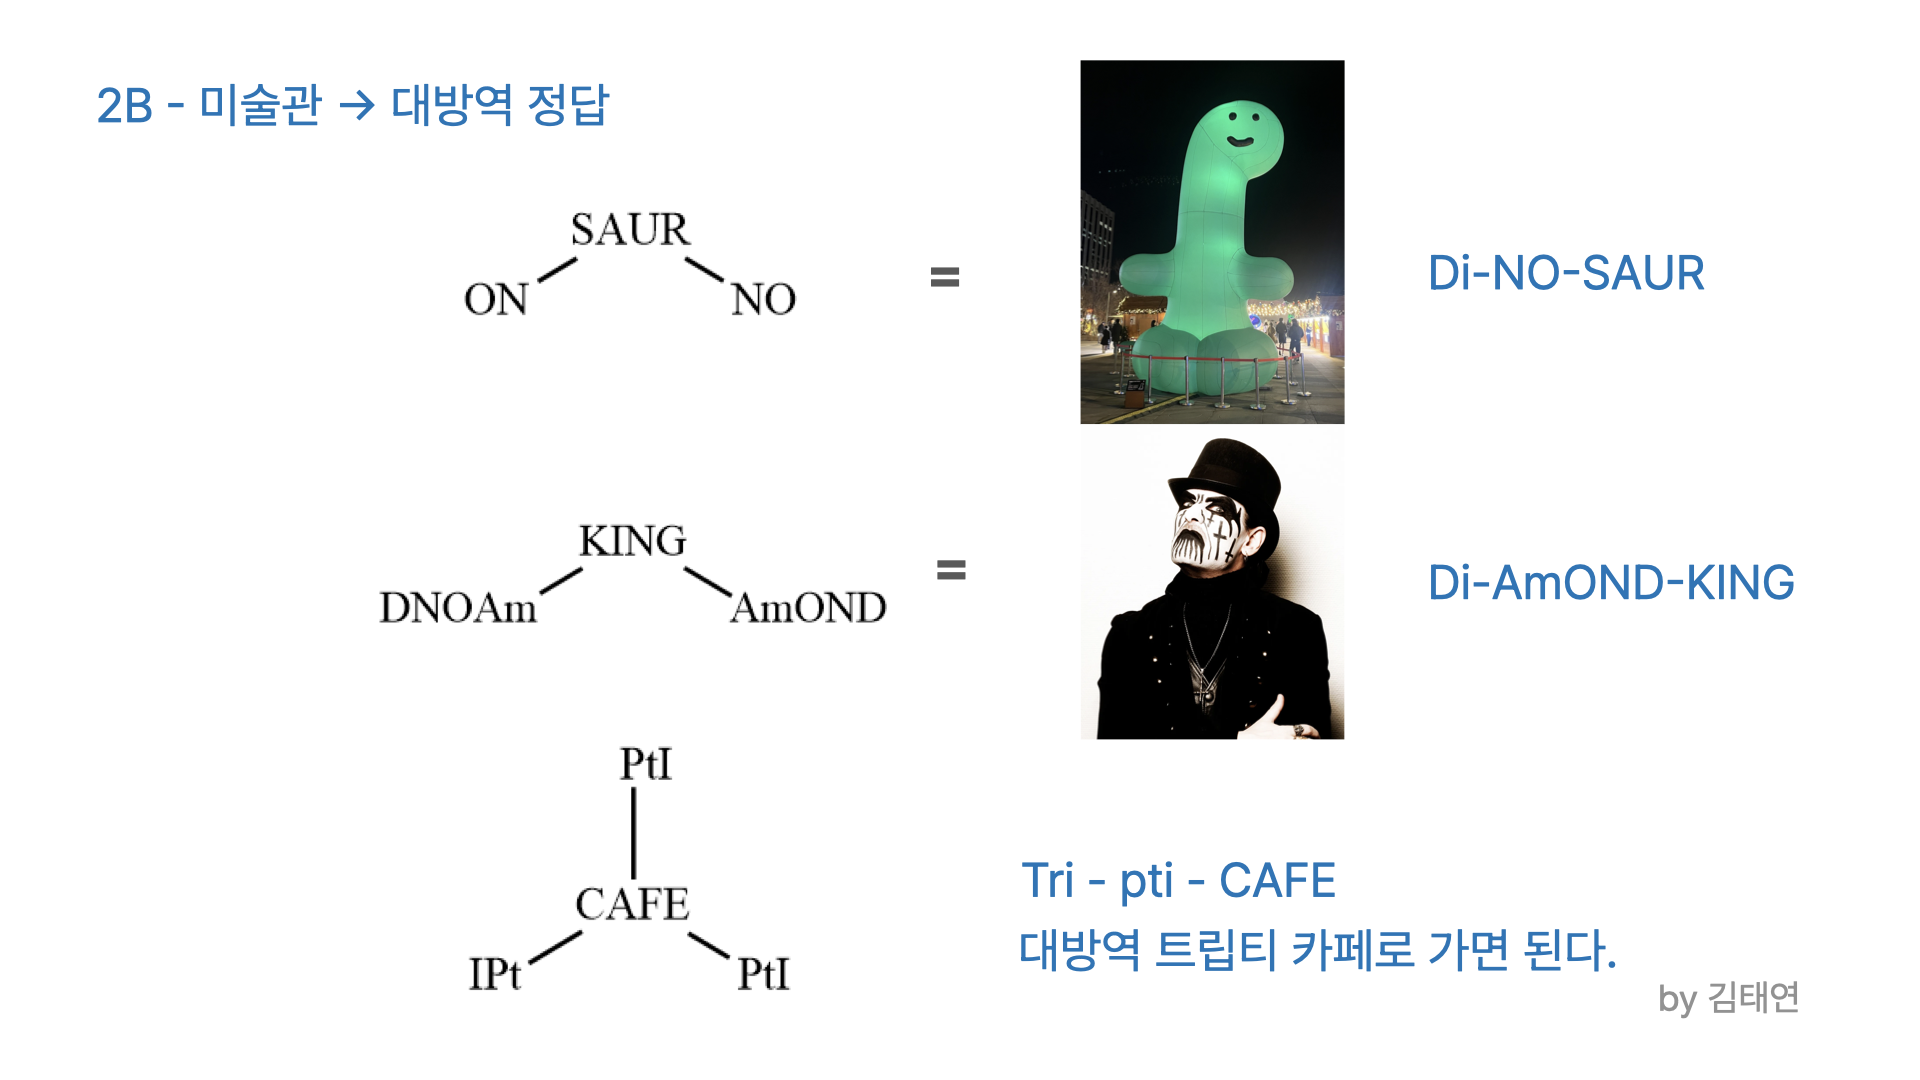 2B - 미술관 → 대방역 정답
SAUR
ON
NO
=
Di-NO-SAUR
KING
DNOAm
AmOND
=
Di-AmOND-KING
PtI
CAFE
IPt
PtI
Tri - pti - CAFE
대방역 트립티 카페로 가면 된다.
by 김태연